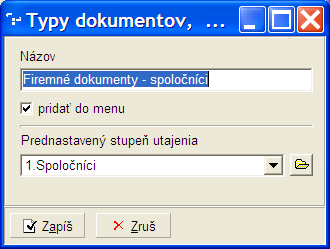 Typy dokumentov, ...
Názov
Firemné dokumenty - spoločníci
pridať do menu
Prednastavený stupeň utajenia
1.Spoločníci
Zapíš Zruš